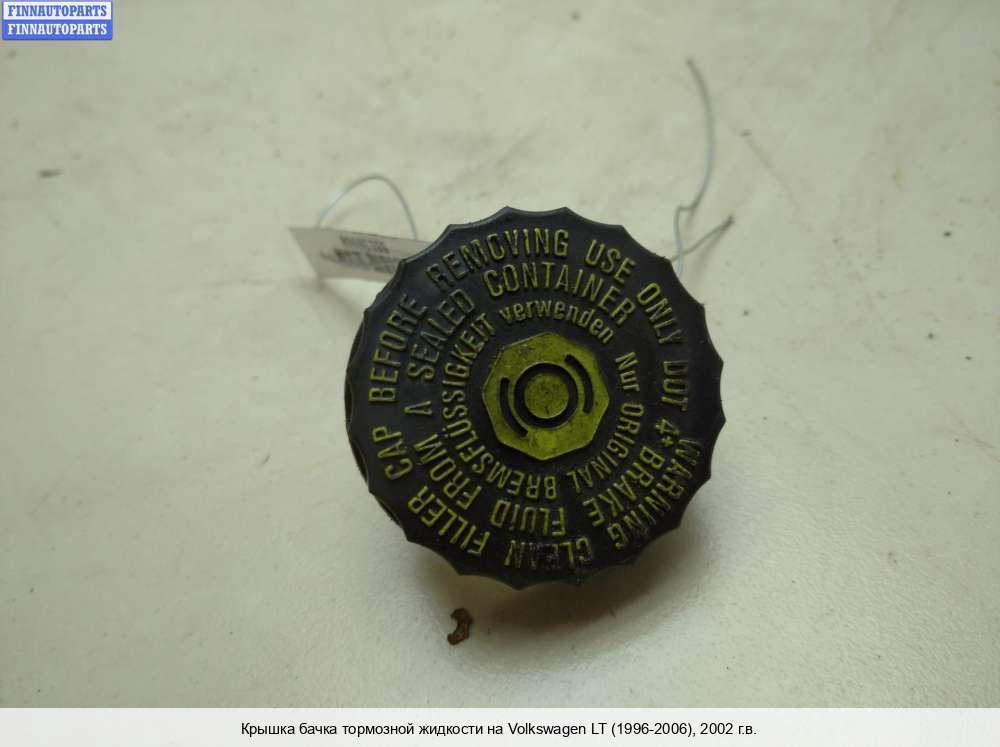 FINNAUTOPARTS
FINNAUTOPARTS
WARNING CLEAN FILLER CAP BEFORE REMOVING USE ONLY DOT 4+
BRAKE FLUID FROM A SEALED CONTAINER
Nur ORIGINAL BREMSFLÜSSIGKEIT verwenden
Крышка бачка тормозной жидкости на Volkswagen LT (1996-2006), 2002 г.в.